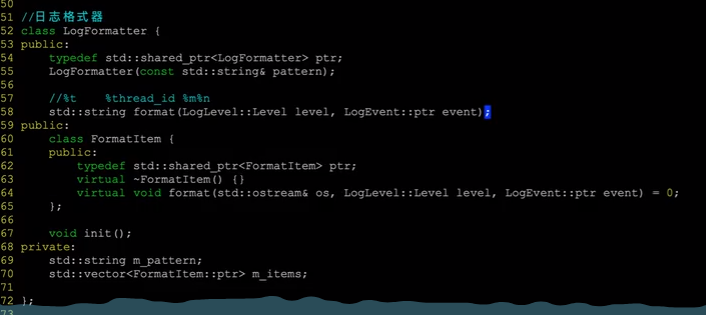 50
51 //日志格式器
52 class LogFormatter {
53 public:
54     typedef std::shared_ptr<LogFormatter> ptr;
55     LogFormatter(const std::string& pattern);
56
57     //%t    %thread_id %m%n
58     std::string format(LogLevel::Level level, LogEvent::ptr event);
59 public:
60     class FormatItem {
61     public:
62         typedef std::shared_ptr<FormatItem> ptr;
63         virtual ~FormatItem() {}
64         virtual void format(std::ostream& os, LogLevel::Level level, LogEvent::ptr event) = 0;
65     };
66
67     void init();
68 private:
69     std::string m_pattern;
70     std::vector<FormatItem::ptr> m_items;
71
72 };
73